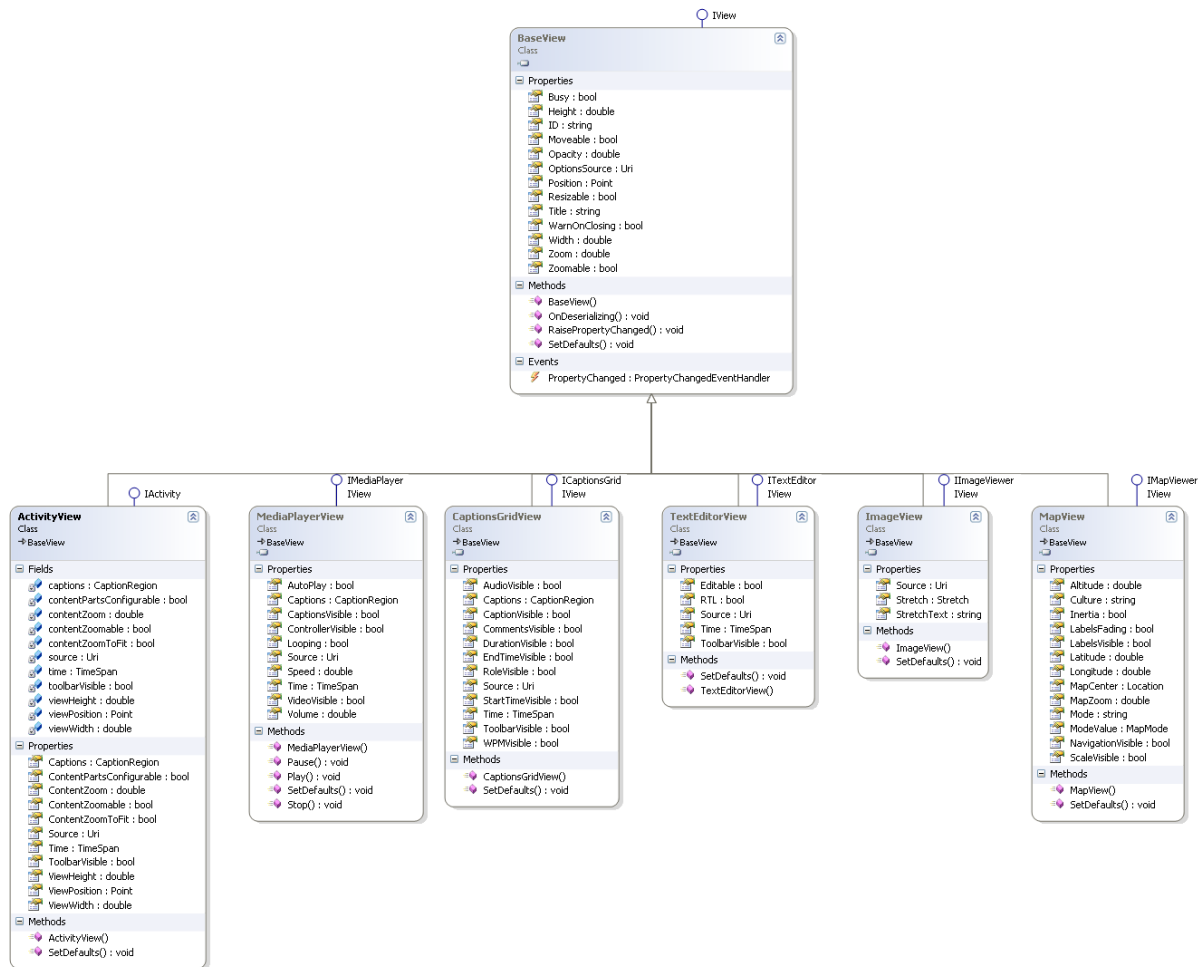 IView
BaseView
Class
Properties
Busy : bool
Height : double
ID : string
Moveable : bool
Opacity : double
OptionsSource : Uri
Position : Point
Resizable : bool
Title : string
WarnOnClosing : bool
Width : double
Zoom : double
Zoomable : bool
Methods
BaseView()
OnDeserializing() : void
RaisePropertyChanged() : void
SetDefaults() : void
Events
PropertyChanged : PropertyChangedEventHandler
IActivity
ActivityView
Class
BaseView
Fields
captions : CaptionRegion
contentPartsConfigurable : bool
contentZoom : double
contentZoomable : bool
contentZoomToFit : bool
source : Uri
time : TimeSpan
toolbarVisible : bool
viewHeight : double
viewPosition : Point
viewWidth : double
Properties
Captions : CaptionRegion
ContentPartsConfigurable : bool
ContentZoom : double
ContentZoomable : bool
ContentZoomToFit : bool
Source : Uri
Time : TimeSpan
ToolbarVisible : bool
ViewHeight : double
ViewPosition : Point
ViewWidth : double
Methods
ActivityView()
SetDefaults() : void
IMediaPlayer
IView
MediaPlayerView
Class
BaseView
Properties
AutoPlay : bool
Captions : CaptionRegion
CaptionsVisible : bool
ControllerVisible : bool
Looping : bool
Source : Uri
Speed : double
Time : TimeSpan
VideoVisible : bool
Volume : double
Methods
MediaPlayerView()
Pause() : void
Play() : void
SetDefaults() : void
Stop() : void
ICaptionsGrid
IView
CaptionsGridView
Class
BaseView
Properties
AudioVisible : bool
Captions : CaptionRegion
CaptionVisible : bool
CommentsVisible : bool
DurationVisible : bool
EndTimeVisible : bool
RoleVisible : bool
Source : Uri
StartTimeVisible : bool
Time : TimeSpan
ToolbarVisible : bool
WPMVisible : bool
Methods
CaptionsGridView()
SetDefaults() : void
ITextEditor
IView
TextEditorView
Class
BaseView
Properties
Editable : bool
RTL : bool
Source : Uri
Time : TimeSpan
ToolbarVisible : bool
Methods
SetDefaults() : void
TextEditorView()
IImageViewer
IView
ImageView
Class
BaseView
Properties
Source : Uri
Stretch : Stretch
StretchText : string
Methods
ImageView()
SetDefaults() : void
IMapViewer
IView
MapView
Class
BaseView
Properties
Altitude : double
Culture : string
Inertia : bool
LabelsFading : bool
LabelsVisible : bool
Latitude : double
Longitude : double
MapCenter : Location
MapZoom : double
Mode : string
ModeValue : MapMode
NavigationVisible : bool
ScaleVisible : bool
Methods
MapView()
SetDefaults() : void